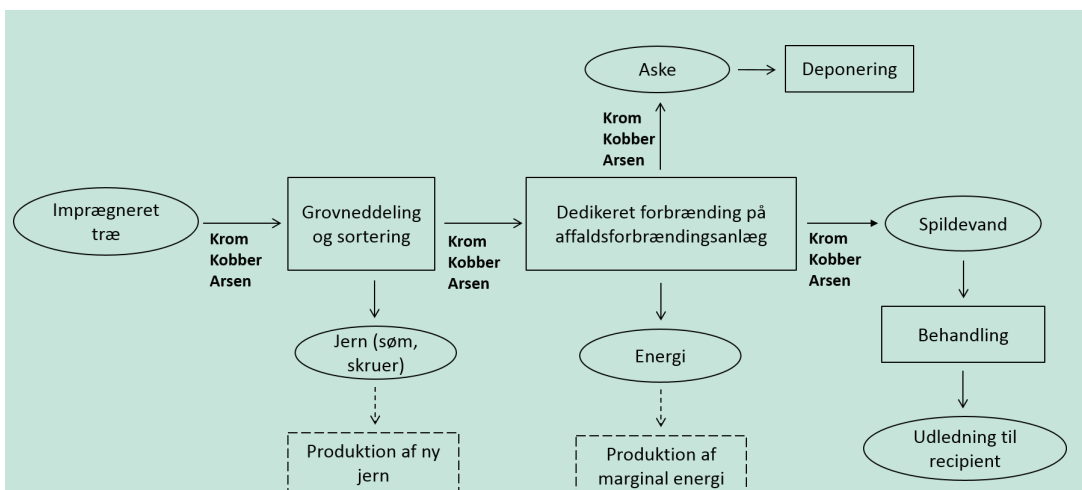 Aske
Deponering
Krom
Kobber
Arsen
Imprægneret
træ
Krom
Kobber
Arsen
Grovneddeling
og sortering
Krom
Kobber
Arsen
Dedikeret forbrænding på
affaldsforbrændingsanlæg
Krom
Kobber
Arsen
Spildevand
Jern (søm,
skruer)
Energi
Behandling
Produktion af ny
jern
Produktion af
marginal energi
Udledning til
recipient